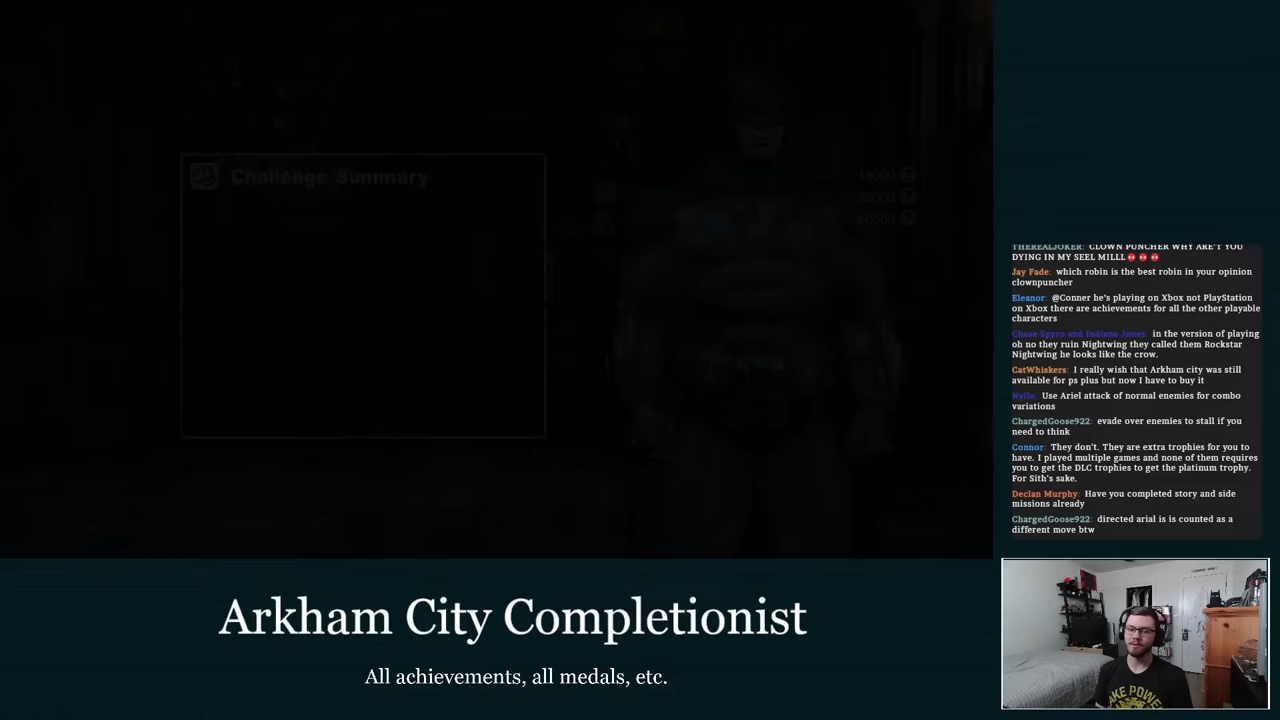 Challenge Summary
15000
30000
60000
THEREALJOKER: CLOWN PUNCHER WHY ARE'T YOU
DYING IN MY SEEL MILLL
Jay Fade: which robin is the best robin in your opinion
clownpuncher
Eleanor: @Conner he's playing on Xbox not PlayStation
on Xbox there are achievements for all the other playable
characters
Chase Spyro and Indiana Jones: in the version of playing
oh no they ruin Nightwing they called them Rockstar
Nightwing he looks like the crow.
CatWhiskers: I really wish that Arkham city was still
available for ps plus but now I have to buy it
Use Ariel attack of normal enemies for combo
variations
ChargedGoose922: evade over enemies to stall if you
need to think
Connor: They don't. They are extra trophies for you to
have. I played multiple games and none of them requires
you to get the DLC trophies to get the platinum trophy.
For Sith's sake.
Declan Murphy: Have you completed story and side
missions already
ChargedGoose922: directed arial is is counted as a
different move btw
Arkham City Completionist
All achievements, all medals, etc.